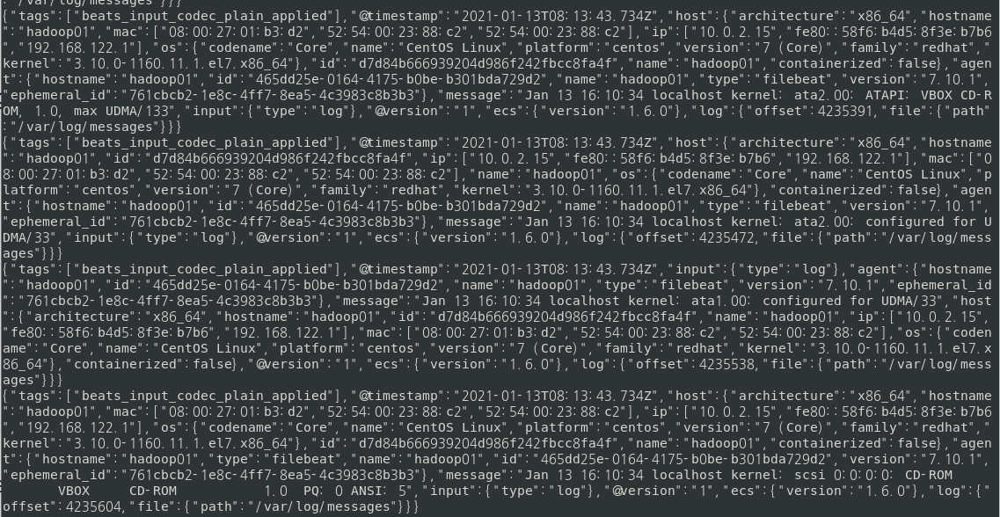 :"/var/log/messages"}}}
{"tags":["beats_input_codec_plain_applied"],"@timestamp":"2021-01-13T08:13:43.734Z","host":{"architecture":"x86_64","hostname
":"hadoop01","mac":["08:00:27:01:b3:d2","52:54:00:23:88:c2","52:54:00:23:88:c2"],"ip":["10.0.2.15","fe80::58f6:b4d5:8f3e:b7b6
","192.168.122.1"],"os":{"codename":"Core","name":"CentOS Linux","platform":"centos","version":"7 (Core)","family":"redhat",
"kernel":"3.10.0-1160.11.1.el7.x86_64"},"id":"d7d84b666939204d986f242fbcc8fa4f","name":"hadoop01","containerized":false},"agen
t":{"hostname":"hadoop01","id":"465dd25e-0164-4175-b0be-b301bda729d2","name":"hadoop01","type":"filebeat","version":"7.10.1",
"ephemeral_id":"761cbcb2-1e8c-4ff7-8ea5-4c3983c8b3b3"},"message":"Jan 13 16:10:34 localhost kernel: ata2.00: ATAPI: VBOX CD-R
OM, 1.0, max UDMA/133","input":{"type":"log"},"@version":"1","ecs":{"version":"1.6.0"},"log":{"offset":4235391,"file":{"path"
:"/var/log/messages"}}}
{"tags":["beats_input_codec_plain_applied"],"@timestamp":"2021-01-13T08:13:43.734Z","host":{"architecture":"x86_64","hostname
":"hadoop01","id":"d7d84b666939204d986f242fbcc8fa4f","ip":["10.0.2.15","fe80::58f6:b4d5:8f3e:b7b6","192.168.122.1"],"mac":["0
8:00:27:01:b3:d2","52:54:00:23:88:c2","52:54:00:23:88:c2"],"name":"hadoop01","os":{"codename":"Core","name":"CentOS Linux","p
latform":"centos","version":"7 (Core)","family":"redhat","kernel":"3.10.0-1160.11.1.el7.x86_64"},"containerized":false},"agen
t":{"hostname":"hadoop01","id":"465dd25e-0164-4175-b0be-b301bda729d2","name":"hadoop01","type":"filebeat","version":"7.10.1",
"ephemeral_id":"761cbcb2-1e8c-4ff7-8ea5-4c3983c8b3b3"},"message":"Jan 13 16:10:34 localhost kernel: ata2.00: configured for U
DMA/33","input":{"type":"log"},"@version":"1","ecs":{"version":"1.6.0"},"log":{"offset":4235472,"file":{"path":"/var/log/mess
ages"}}}
{"tags":["beats_input_codec_plain_applied"],"@timestamp":"2021-01-13T08:13:43.734Z","input":{"type":"log"},"agent":{"hostname
":"hadoop01","id":"465dd25e-0164-4175-b0be-b301bda729d2","name":"hadoop01","type":"filebeat","version":"7.10.1","ephemeral_id
":"761cbcb2-1e8c-4ff7-8ea5-4c3983c8b3b3"},"message":"Jan 13 16:10:34 localhost kernel: ata1.00: configured for UDMA/33","host
":{"architecture":"x86_64","hostname":"hadoop01","id":"d7d84b666939204d986f242fbcc8fa4f","name":"hadoop01","ip":["10.0.2.15",
"fe80::58f6:b4d5:8f3e:b7b6","192.168.122.1"],"mac":["08:00:27:01:b3:d2","52:54:00:23:88:c2","52:54:00:23:88:c2"],"os":{"coden
ame":"Core","name":"CentOS Linux","platform":"centos","version":"7 (Core)","family":"redhat","kernel":"3.10.0-1160.11.1.el7.x
86_64"},"containerized":false},"@version":"1","ecs":{"version":"1.6.0"},"log":{"offset":4235538,"file":{"path":"/var/log/mess
ages"}}}
{"tags":["beats_input_codec_plain_applied"],"@timestamp":"2021-01-13T08:13:43.734Z","host":{"architecture":"x86_64","hostname
":"hadoop01","mac":["08:00:27:01:b3:d2","52:54:00:23:88:c2","52:54:00:23:88:c2"],"ip":["10.0.2.15","fe80::58f6:b4d5:8f3e:b7b6
","192.168.122.1"],"os":{"codename":"Core","name":"CentOS Linux","platform":"centos","version":"7 (Core)","family":"redhat",
"kernel":"3.10.0-1160.11.1.el7.x86_64"},"id":"d7d84b666939204d986f242fbcc8fa4f","name":"hadoop01","containerized":false},"agen
t":{"hostname":"hadoop01","type":"filebeat","name":"hadoop01","id":"465dd25e-0164-4175-b0be-b301bda729d2","version":"7.10.1",
"ephemeral_id":"761cbcb2-1e8c-4ff7-8ea5-4c3983c8b3b3"},"message":"Jan 13 16:10:34 localhost kernel: scsi 0:0:0:0: CD-ROM
VBOX     CD-ROM           1.0  PQ: 0 ANSI: 5","input":{"type":"log"},"@version":"1","ecs":{"version":"1.6.0"},"log":{"
offset":4235604,"file":{"path":"/var/log/messages"}}}